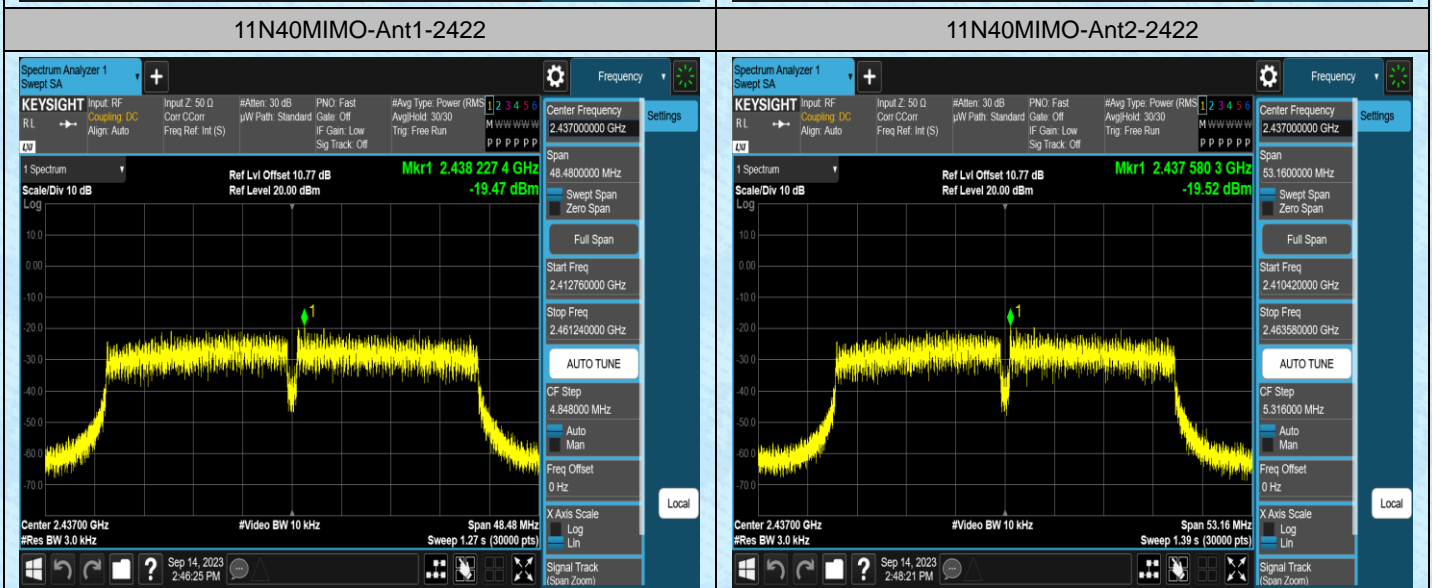 11N40MIMO-Ant1-2422
11N40MIMO-Ant2-2422
Spectrum Analyzer 1
Swept SA
Frequency
KEYSIGHT
RL
LXI
Input: RF
Coupling: DC
Align: Auto
Input Z: 50 Ω
Corr CCorr
Freq Ref: Int (S)
#Atten: 30 dB
µW Path: Standard
PNO: Fast
Gate: Off
IF Gain: Low
Sig Track: Off
#Avg Type: Power (RMS
Avg|Hold: 30/30
Trig: Free Run
1 2 3 4 5 6
M W W W W W
P P P P P P
1 Spectrum
Scale/Div 10 dB
Log
Ref Lvl Offset 10.77 dB
Ref Level 20.00 dBm
Mkr1 2.438 227 4 GHz
-19.47 dBm
10.0
0.00
-10.0
-20.0
-30.0
-40.0
-50.0
-60.0
-70.0
1
Center 2.43700 GHz
#Res BW 3.0 kHz
#Video BW 10 kHz
Span 48.48 MHz
Sweep 1.27 s (30000 pts)
Sep 14, 2023
2:46:25 PM
Center Frequency
2.437000000 GHz
Span
48.4800000 MHz
Swept Span
Zero Span
Full Span
Start Freq
2.412760000 GHz
Stop Freq
2.461240000 GHz
AUTO TUNE
CF Step
4.848000 MHz
Auto
Man
Freq Offset
0 Hz
X Axis Scale
Log
Lin
Signal Track
(Span Zoom)
Settings
Local
Spectrum Analyzer 1
Swept SA
Frequency
KEYSIGHT
RL
LXI
Input: RF
Coupling: DC
Align: Auto
Input Z: 50 Ω
Corr CCorr
Freq Ref: Int (S)
#Atten: 30 dB
µW Path: Standard
PNO: Fast
Gate: Off
IF Gain: Low
Sig Track: Off
#Avg Type: Power (RMS
Avg|Hold: 30/30
Trig: Free Run
1 2 3 4 5 6
M W W W W W
P P P P P P
1 Spectrum
Scale/Div 10 dB
Log
Ref Lvl Offset 10.77 dB
Ref Level 20.00 dBm
Mkr1 2.437 580 3 GHz
-19.52 dBm
10.0
0.00
-10.0
-20.0
-30.0
-40.0
-50.0
-60.0
-70.0
1
Center 2.43700 GHz
#Res BW 3.0 kHz
#Video BW 10 kHz
Span 53.16 MHz
Sweep 1.39 s (30000 pts)
Sep 14, 2023
2:48:21 PM
Center Frequency
2.437000000 GHz
Span
53.1600000 MHz
Swept Span
Zero Span
Full Span
Start Freq
2.410420000 GHz
Stop Freq
2.463580000 GHz
AUTO TUNE
CF Step
5.316000 MHz
Auto
Man
Freq Offset
0 Hz
X Axis Scale
Log
Lin
Signal Track
(Span Zoom)
Settings
Local